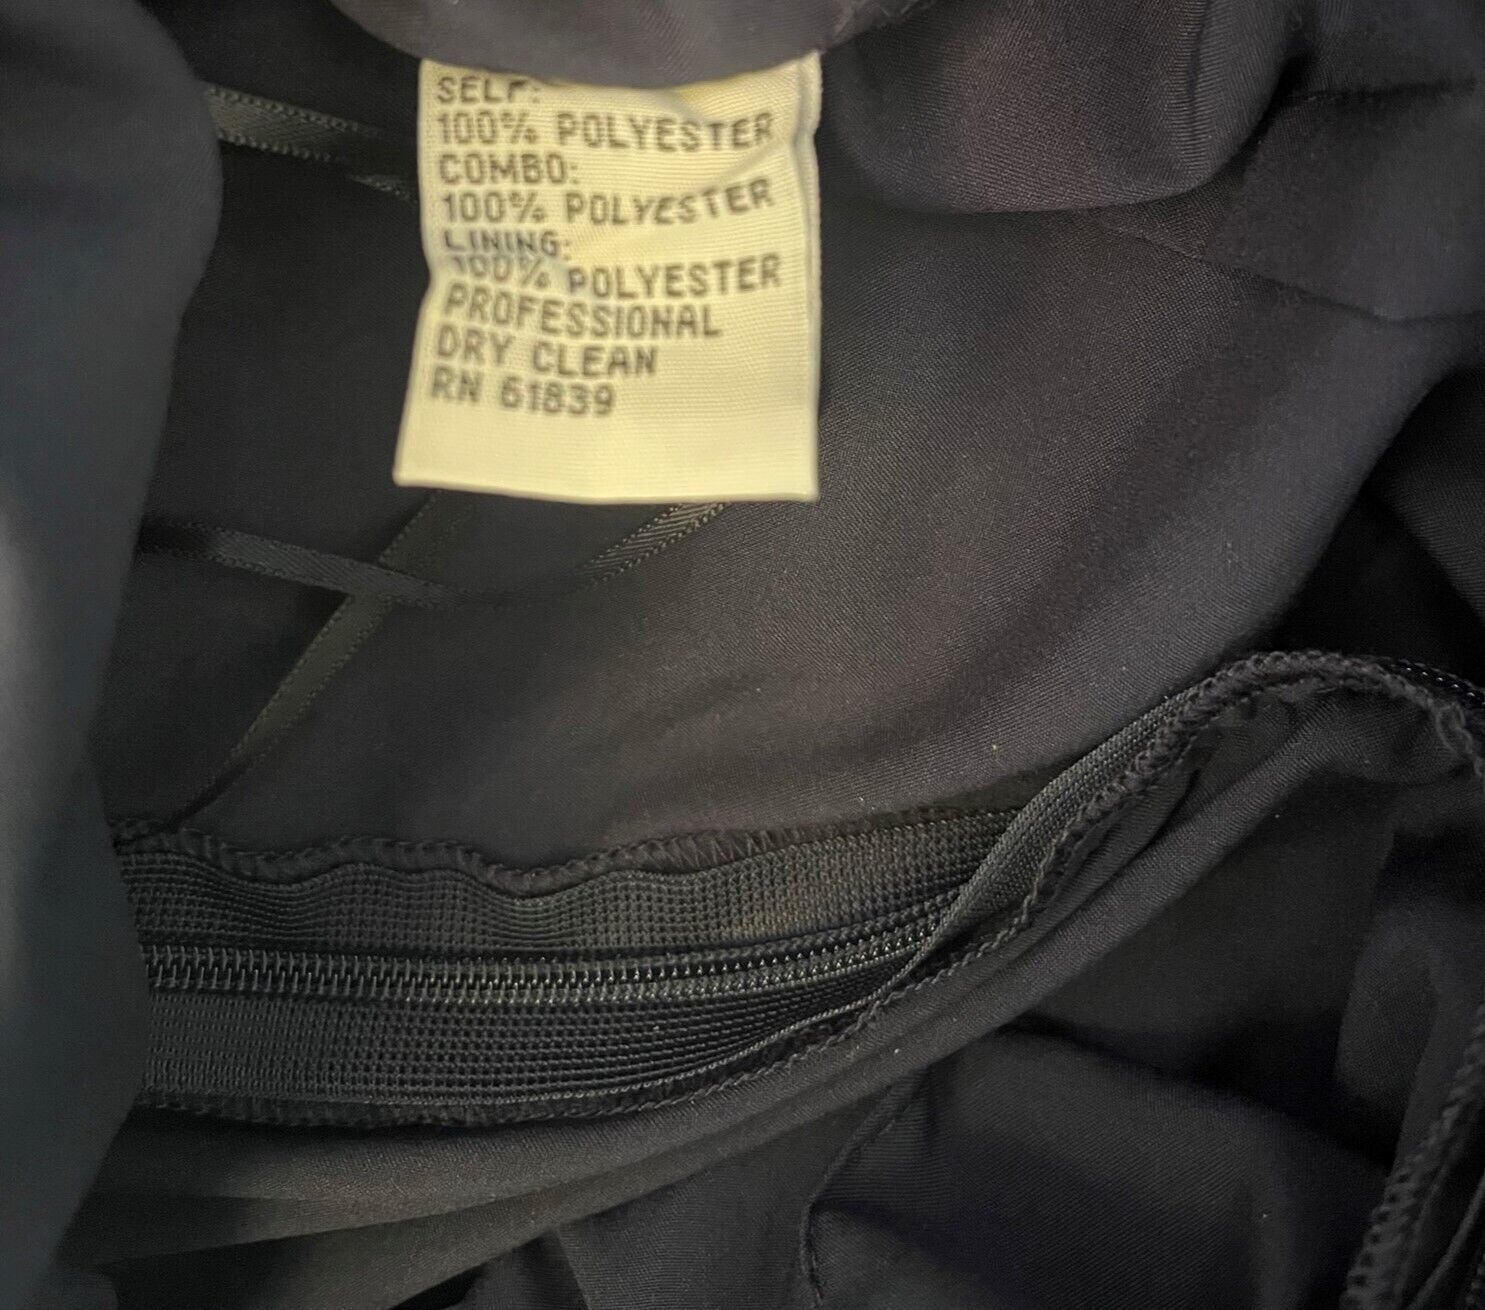 SELF:
100% POLYESTER
COMBO:
100% POLYESTER
LINING:
100% POLYESTER
PROFESSIONAL
DRY CLEAN
RN 61839